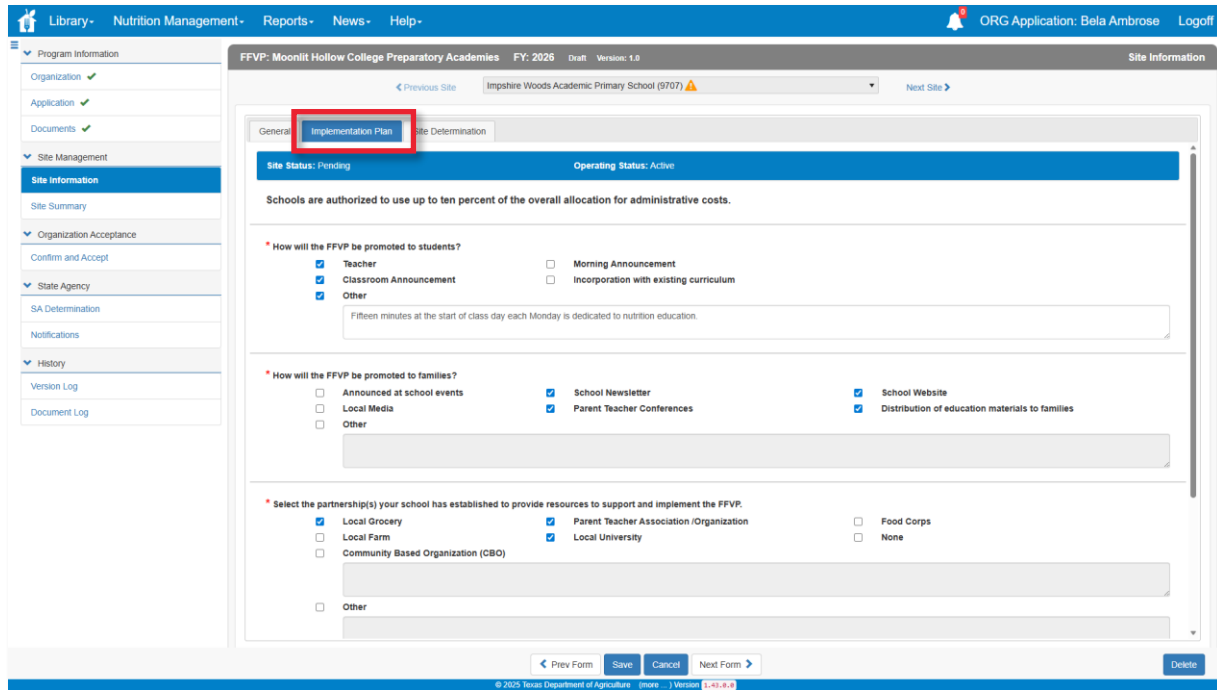 Library Nutrition Management Reports News Help 0 ORG Application: Bela Ambrose Logoff
Program Information
Organization
Application
Documents
Site Management
Site Information
Site Summary
Organization Acceptance
Confirm and Accept
State Agency
SA Determination
Notifications
History
Version Log
Document Log
FFVP: Moonlit Hollow College Preparatory Academies FY: 2026 Draft Version: 1.0 Site Information
Previous Site Impshire Woods Academic Primary School (9707) Next Site
General Implementation Plan Site Determination
Site Status: Pending Operating Status: Active
Schools are authorized to use up to ten percent of the overall allocation for administrative costs.
* How will the FFVP be promoted to students?
Teacher Morning Announcement
Classroom Announcement Incorporation with existing curriculum
Other
Fifteen minutes at the start of class day each Monday is dedicated to nutrition education.
* How will the FFVP be promoted to families?
Announced at school events School Newsletter School Website
Local Media Parent Teacher Conferences Distribution of education materials to families
Other
* Select the partnership(s) your school has established to provide resources to support and implement the FFVP.
Local Grocery Parent Teacher Association /Organization Food Corps
Local Farm Local University None
Community Based Organization (CBO)
Other
Prev Form Save Cancel Next Form Delete
© 2025 Texas Department of Agriculture (more ... ) Version 1.43.0.0